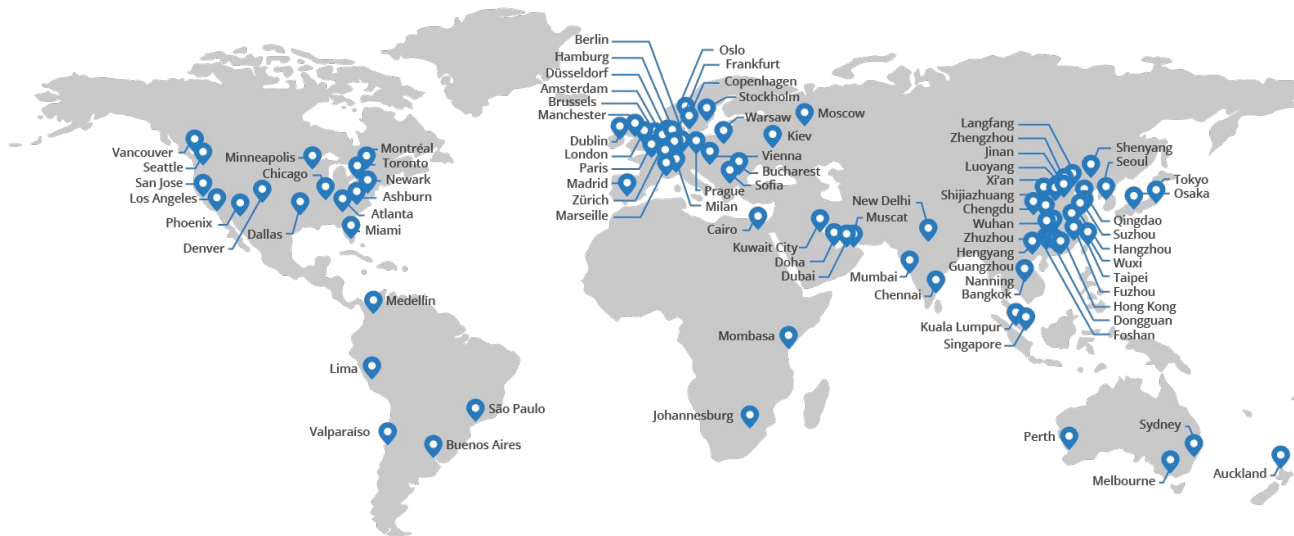 Vancouver
Seattle
San Jose
Los Angeles
Phoenix
Denver
Minneapolis
Chicago
Dallas
Montréal
Toronto
Newark
Ashburn
Atlanta
Miami
Medellín
Lima
São Paulo
Valparaíso
Buenos Aires
Berlin
Hamburg
Düsseldorf
Amsterdam
Brussels
Manchester
Dublin
London
Paris
Madrid
Zürich
Marseille
Oslo
Frankfurt
Copenhagen
Stockholm
Warsaw
Moscow
Kiev
Vienna
Bucharest
Sofia
Prague
Milan
Cairo
Kuwait City
Doha
Dubai
New Delhi
Muscat
Mumbai
Chennai
Mombasa
Johannesburg
Langfang
Zhengzhou
Jinan
Luoyang
Xi'an
Shijiazhuang
Chengdu
Wuhan
Zhuzhou
Hengyang
Guangzhou
Nanning
Bangkok
Kuala Lumpur
Singapore
Shenyang
Seoul
Tokyo
Osaka
Qingdao
Suzhou
Hangzhou
Wuxi
Taipei
Fuzhou
Hong Kong
Dongguan
Foshan
Perth
Sydney
Melbourne
Auckland